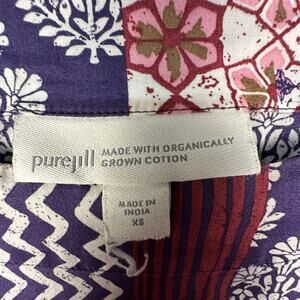 purejill
MADE WITH ORGANICALLY
GROWN COTTON
MADE IN
INDIA
XS